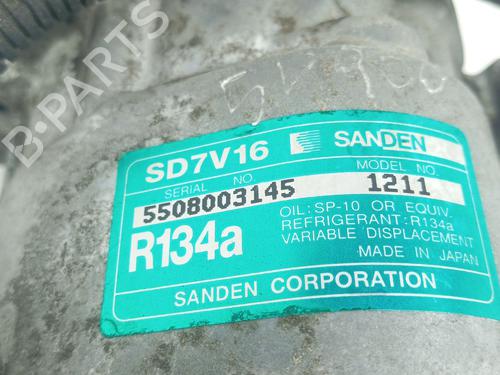 B-PARTS
SD7V16 SANDEN
SERIAL NO. MODEL NO.
5508003145 1211
R134a
OIL: SP-10 OR EQUIV.
REFRIGERANT: R134a
VARIABLE DISPLACEMENT
MADE IN JAPAN
SANDEN CORPORATION